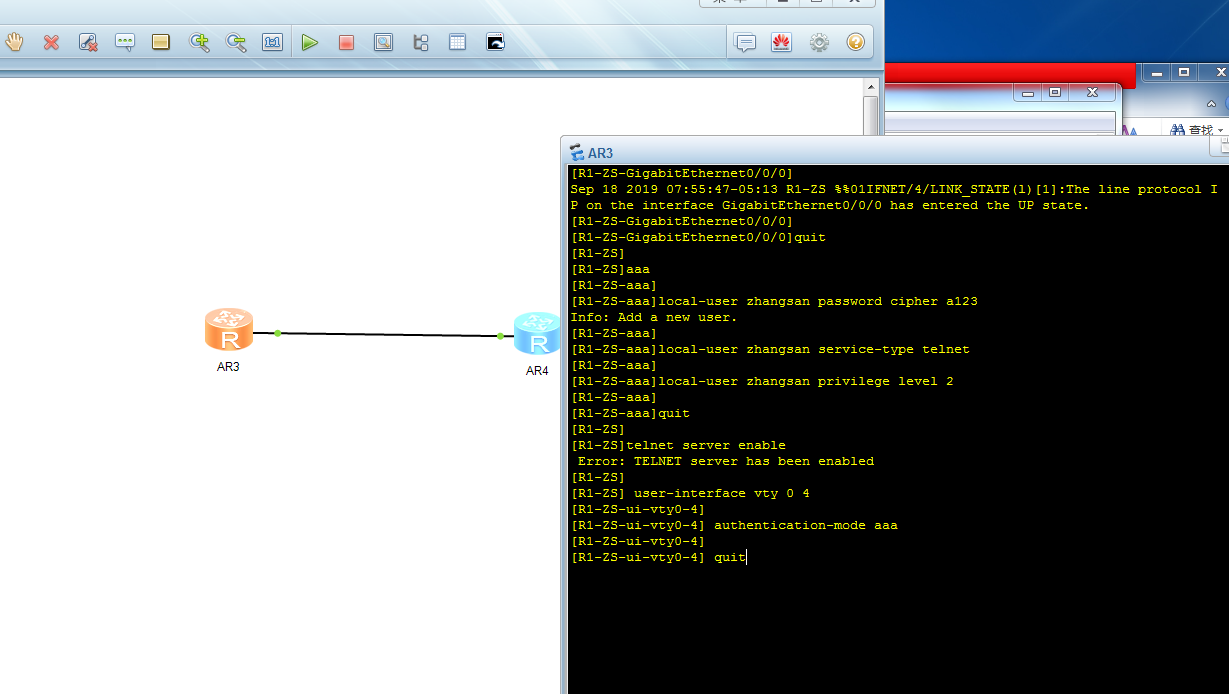 1:1
查找
AR3
[R1-ZS-GigabitEthernet0/0/0]
Sep 18 2019 07:55:47-05:13 R1-ZS %%01IFNET/4/LINK_STATE(l)[1]:The line protocol I
P on the interface GigabitEthernet0/0/0 has entered the UP state.
[R1-ZS-GigabitEthernet0/0/0]
[R1-ZS-GigabitEthernet0/0/0]quit
[R1-ZS]
[R1-ZS]aaa
[R1-ZS-aaa]
[R1-ZS-aaa]local-user zhangsan password cipher a123
Info: Add a new user.
[R1-ZS-aaa]
[R1-ZS-aaa]local-user zhangsan service-type telnet
[R1-ZS-aaa]
[R1-ZS-aaa]local-user zhangsan privilege level 2
[R1-ZS-aaa]
[R1-ZS-aaa]quit
[R1-ZS]
[R1-ZS]telnet server enable
 Error: TELNET server has been enabled
[R1-ZS]
[R1-ZS] user-interface vty 0 4
[R1-ZS-ui-vty0-4]
[R1-ZS-ui-vty0-4] authentication-mode aaa
[R1-ZS-ui-vty0-4]
[R1-ZS-ui-vty0-4] quit
R
AR3
R
AR4